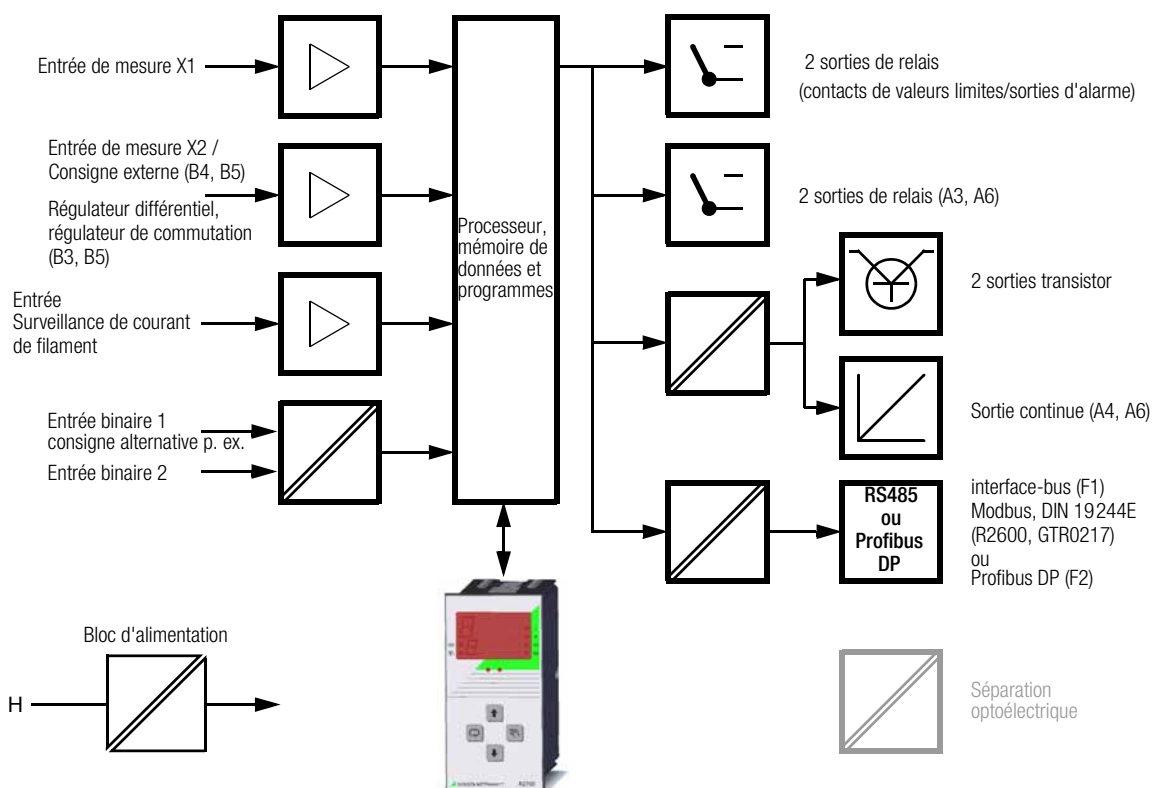 Entrée de mesure X1
Entrée de mesure X2 /
Consigne externe (B4, B5)
Régulateur différentiel,
régulateur de commutation
(B3, B5)
Entrée
Surveillance de courant
de filament
Entrée binaire 1
consigne alternative p. ex.
Entrée binaire 2
Processeur,
mémoire de
données et
programmes
2 sorties de relais
(contacts de valeurs limites/sorties d'alarme)
2 sorties de relais (A3, A6)
2 sorties transistor
Sortie continue (A4, A6)
RS485
ou
Profibus
DP
interface-bus (F1)
Modbus, DIN 19244E
(R2600, GTR0217)
ou
Profibus DP (F2)
Bloc d'alimentation
H
Séparation
optoélectrique